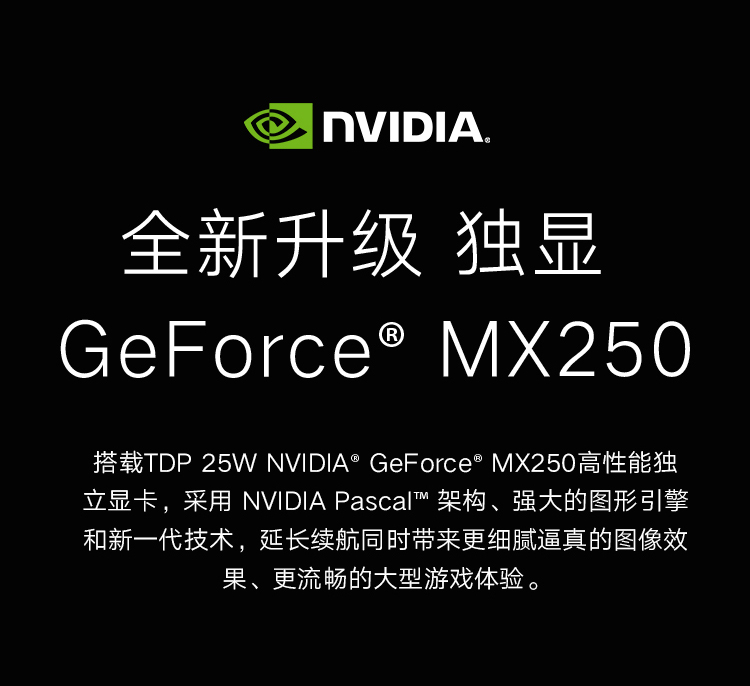 NVIDIA®
全新升级 独显
GeForce® MX250
搭载TDP 25W NVIDIA® GeForce® MX250高性能独
立显卡，采用 NVIDIA Pascal™ 架构、强大的图形引擎
和新一代技术，延长续航同时带来更细腻逼真的图像效
果、更流畅的大型游戏体验。